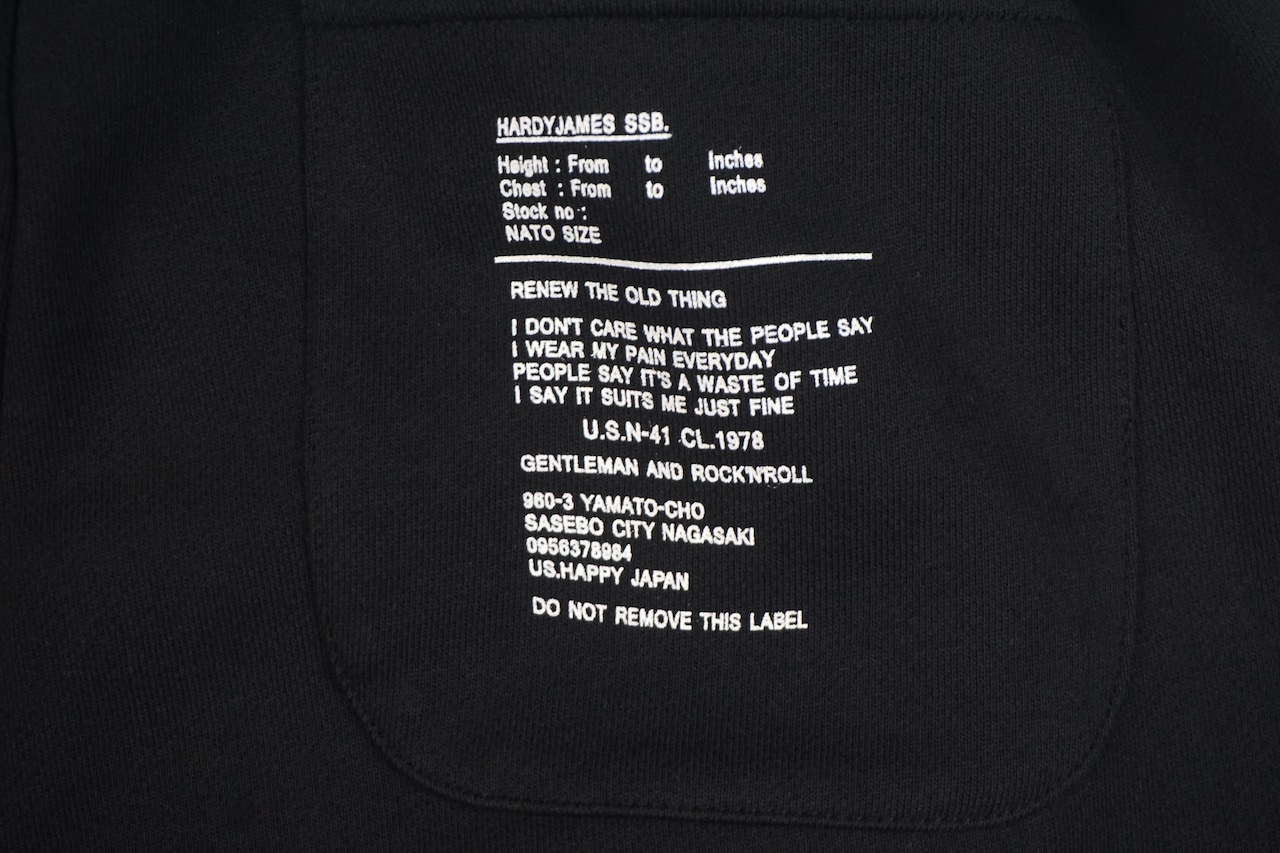 HARDYJAMES SSB.
Height : From to Inches
Chest : From to Inches
Stock no :
NATO SIZE
RENEW THE OLD THING
I DON'T CARE WHAT THE PEOPLE SAY
I WEAR MY PAIN EVERYDAY
PEOPLE SAY IT'S A WASTE OF TIME
I SAY IT SUITS ME JUST FINE
U.S.N-41 CL.1978
GENTLEMAN AND ROCK'N'ROLL
960-3 YAMATO-CHO
SASEBO CITY NAGASAKI
0956378984
US.HAPPY JAPAN
DO NOT REMOVE THIS LABEL